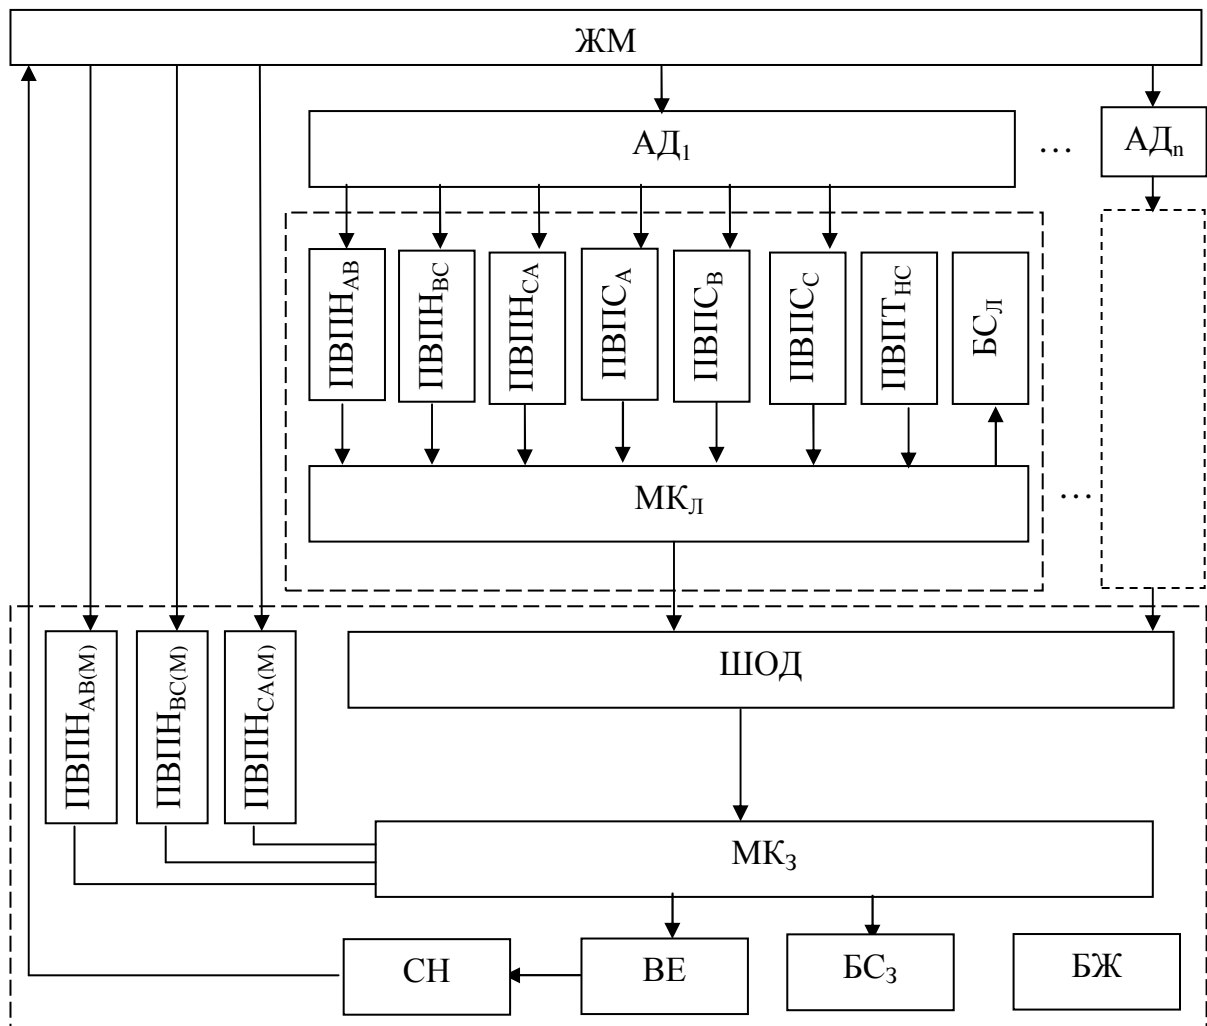 ЖМ
АД₁
…
АДₙ
ПВПНАВ
ПВПНВС
ПВПНСА
ПВПСА
ПВПСВ
ПВПСС
ПВПТНС
БСЛ
МКЛ
…
ПВПНАВ(М)
ПВПНВС(М)
ПВПНСА(М)
ШОД
МКЗ
СН
ВЕ
БСЗ
БЖ